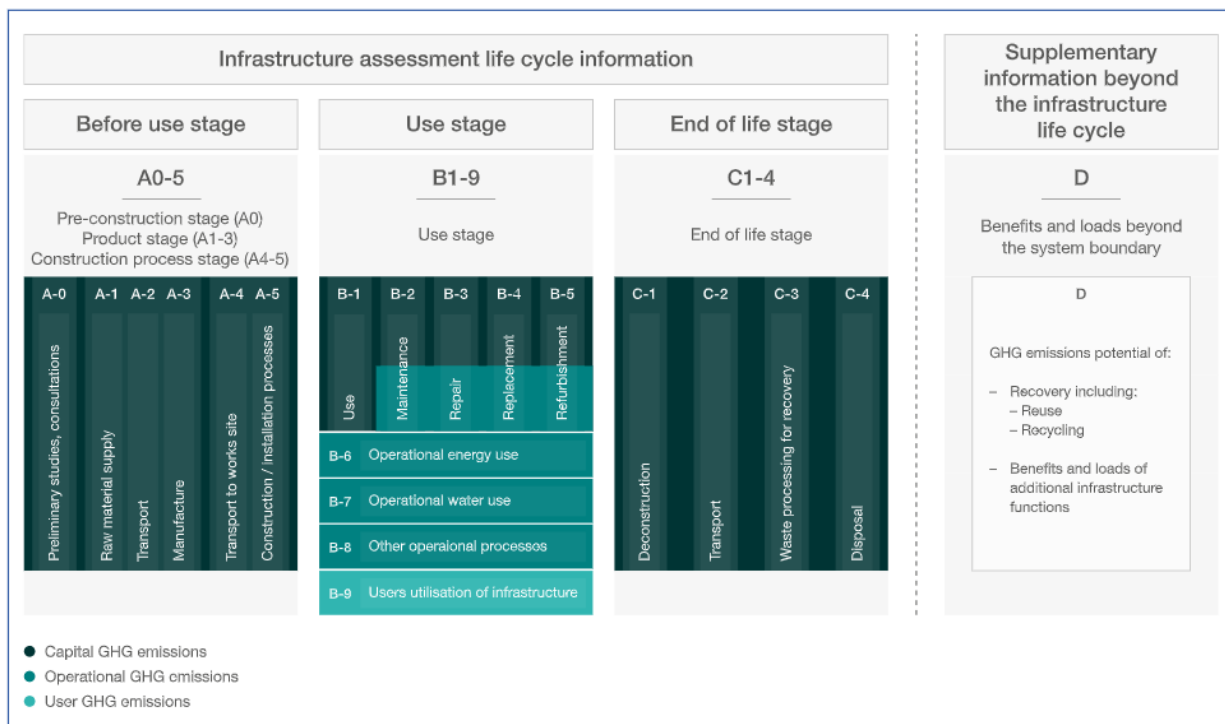 Infrastructure assessment life cycle information
Supplementary
information beyond
the infrastructure
life cycle
Before use stage
Use stage
End of life stage
A0-5
Pre-construction stage (A0)
Product stage (A1-3)
Construction process stage (A4-5)
B1-9
Use stage
C1-4
End of life stage
D
Benefits and loads beyond
the system boundary
A-0
Preliminary studies, consultations
A-1
Raw material supply
A-2
Transport
A-3
Manufacture
A-4
Transport to works site
A-5
Construction / installation processes
B-1
Use
B-2
Maintenance
B-3
Repair
B-4
Replacement
B-5
Refurbishment
B-6 Operational energy use
B-7 Operational water use
B-8 Other operaional processos
B-9 Users utilisation of infrastructure
C-1
Deconstruction
C-2
Transport
C-3
Waste processing for recovery
C-4
Disposal
D
GHG emissions potential of:
– Recovery including:
– Reuse
– Recycling
– Benefits and loads of
additional infrastructure
functions
Capital GHG emissions
Operational GHG emissions
User GHG emissions